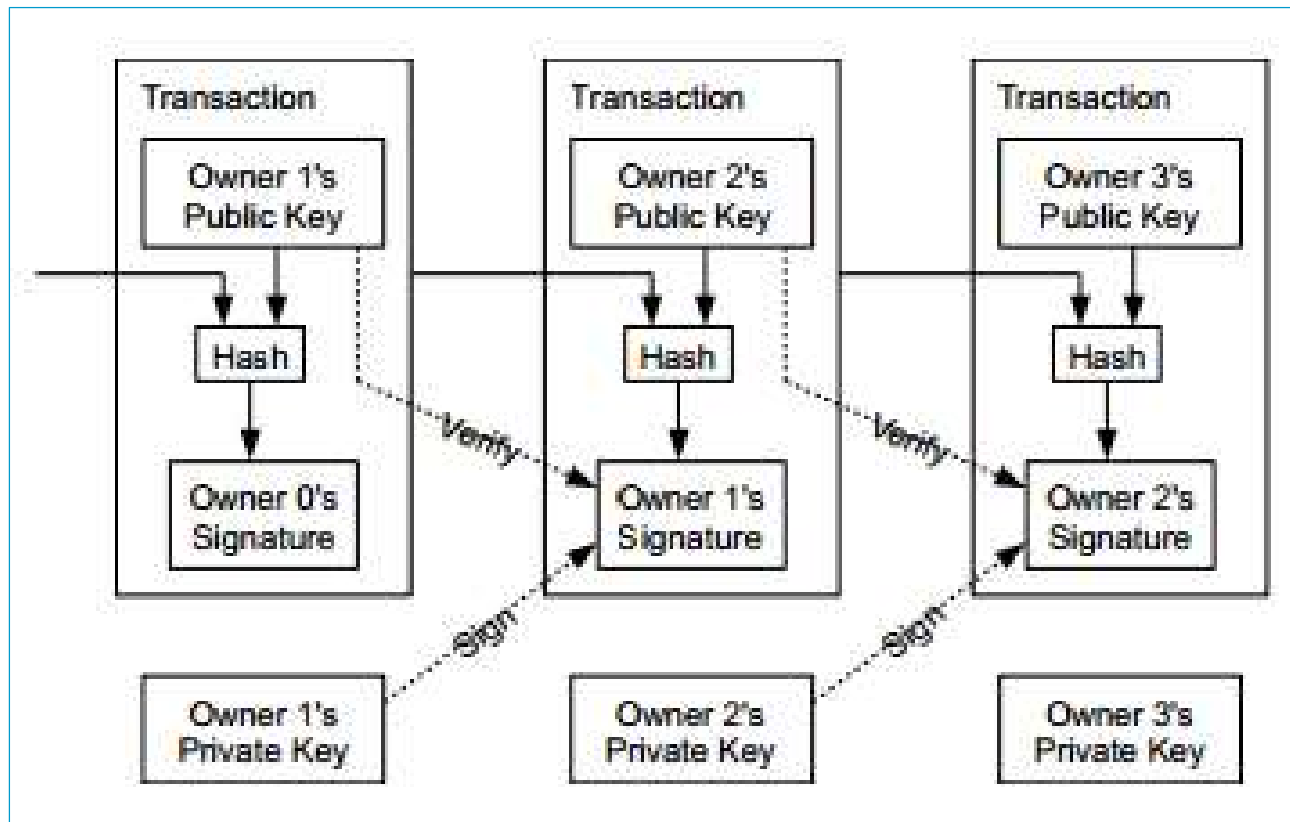 Transaction
Owner 1's
Public Key
Hash
Owner 0's
Signature
Transaction
Owner 2's
Public Key
Hash
Verify
Owner 1's
Signature
Transaction
Owner 3's
Public Key
Hash
Verify
Owner 2's
Signature
Sign
Sign
Owner 1's
Private Key
Owner 2's
Private Key
Owner 3's
Private Key